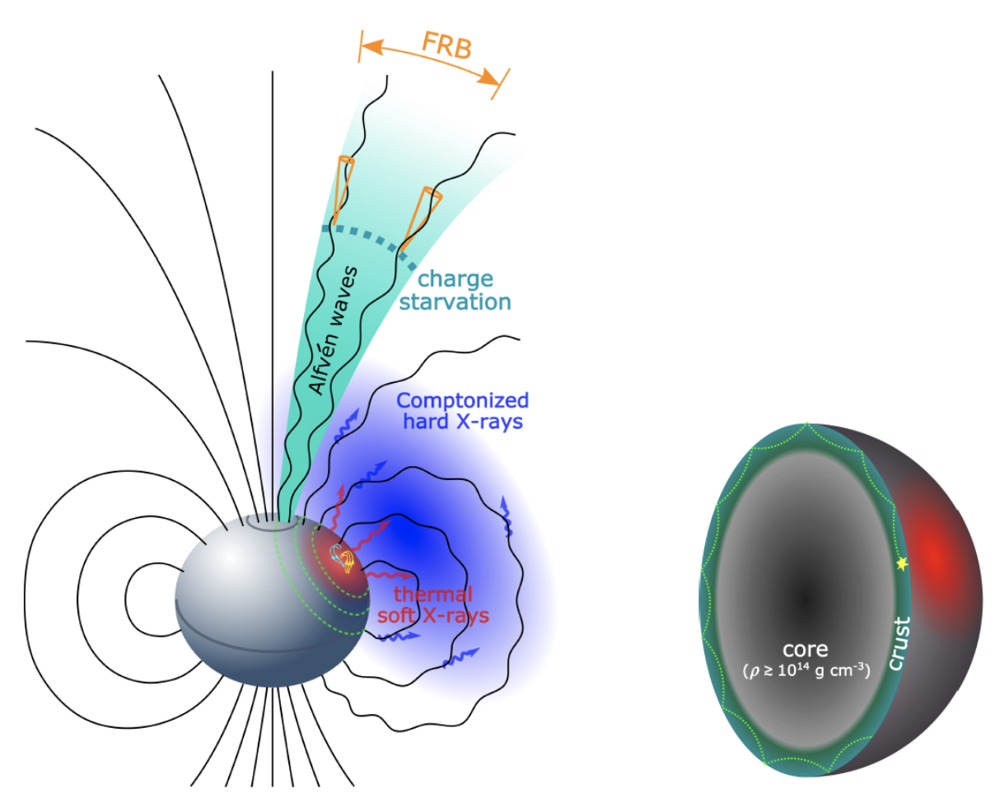 FRB
charge
starvation
Alfvén waves
Comptonized
hard X-rays
thermal
soft X-rays
core
(ρ ≳ 10¹⁴ g cm⁻³)
crust